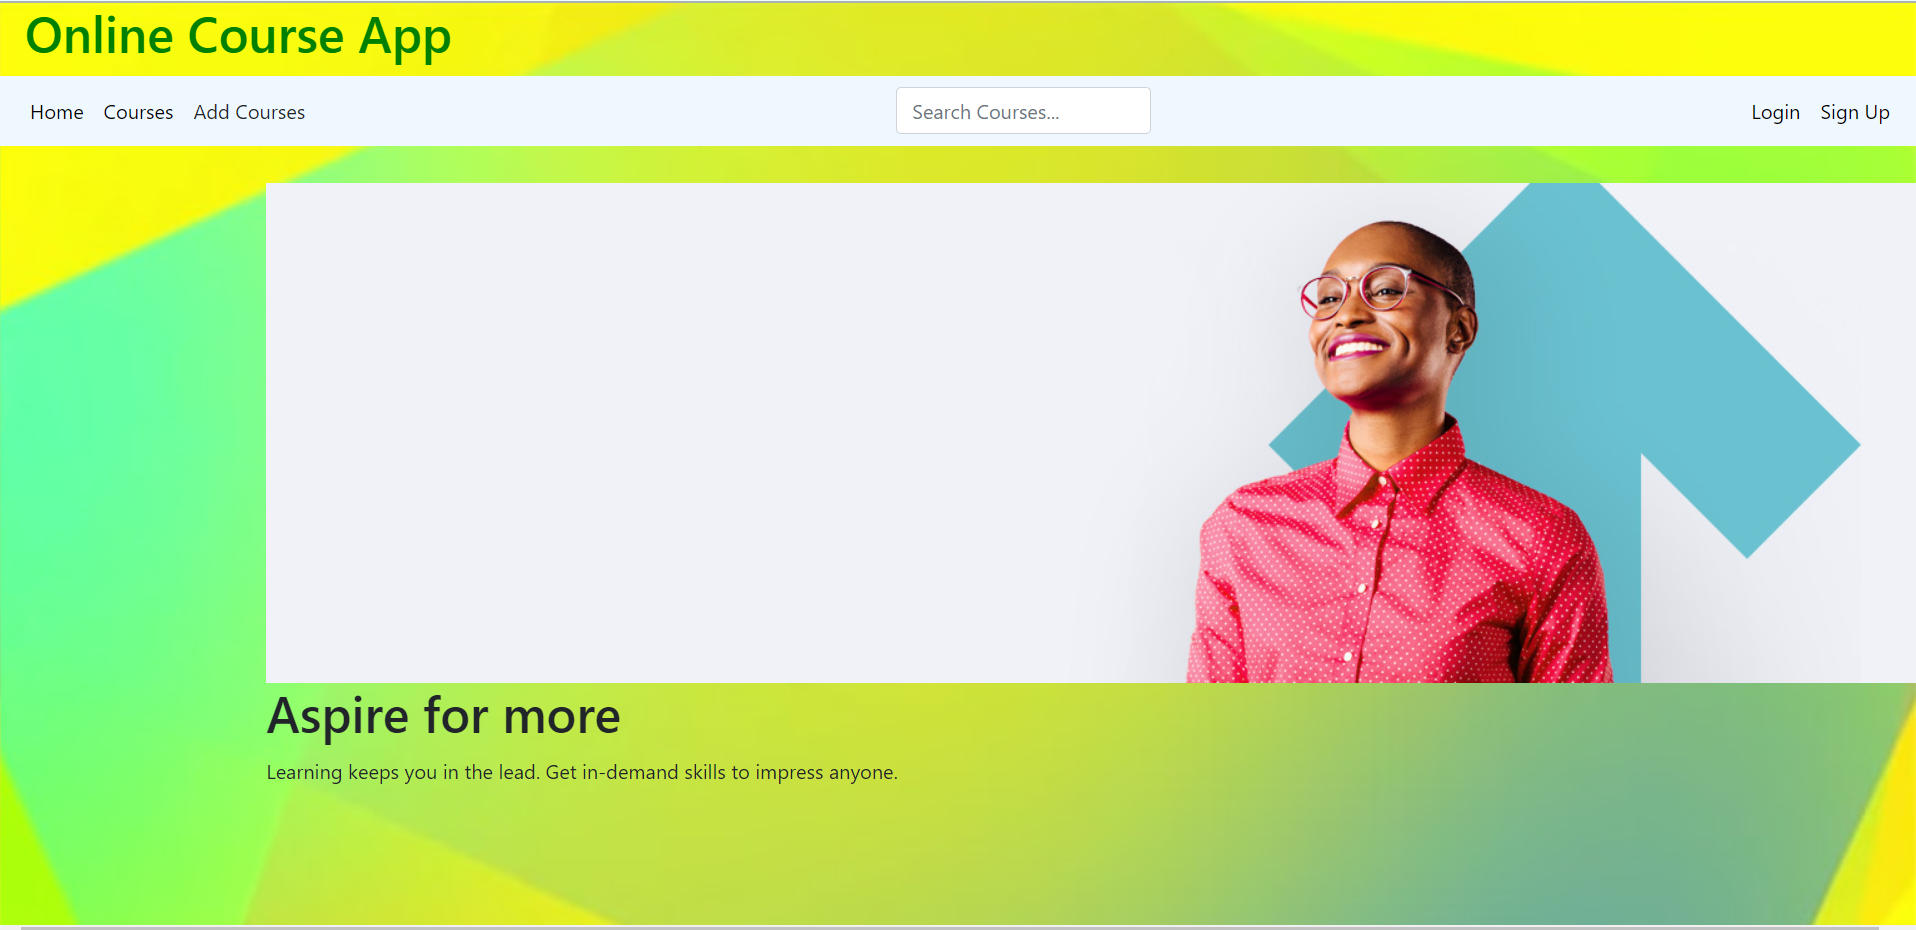 Online Course App
Home Courses Add Courses Search Courses... Login Sign Up
Aspire for more
Learning keeps you in the lead. Get in-demand skills to impress anyone.